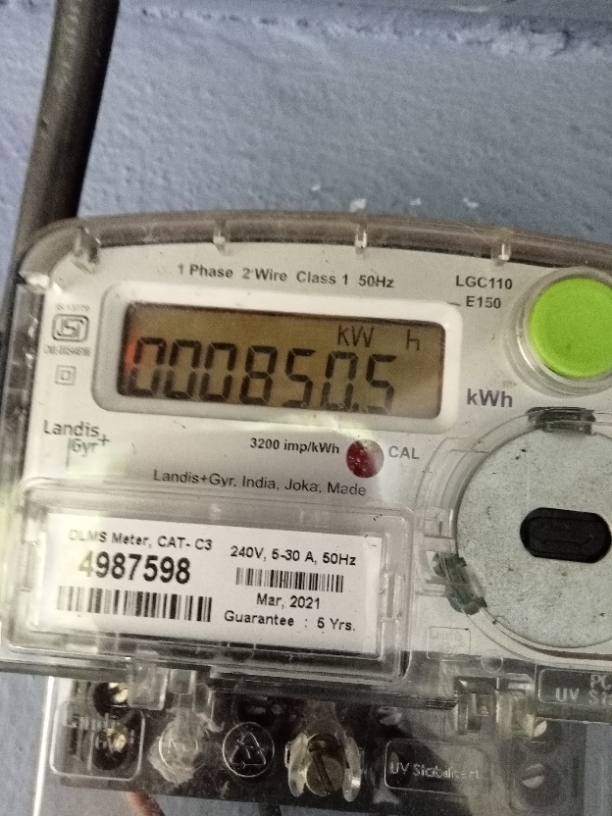 1 Phase 2 Wire Class 1 50Hz
LGC110
E150
kW h
000850.5
kWh
Landis+
Gyr
3200 imp/kWh
CAL
Landis+Gyr, India, Joka, Made
DLMS Meter, CAT- C3
4987598
240V, 5-30 A, 50Hz
Mar, 2021
Guarantee : 5 Yrs.
UV